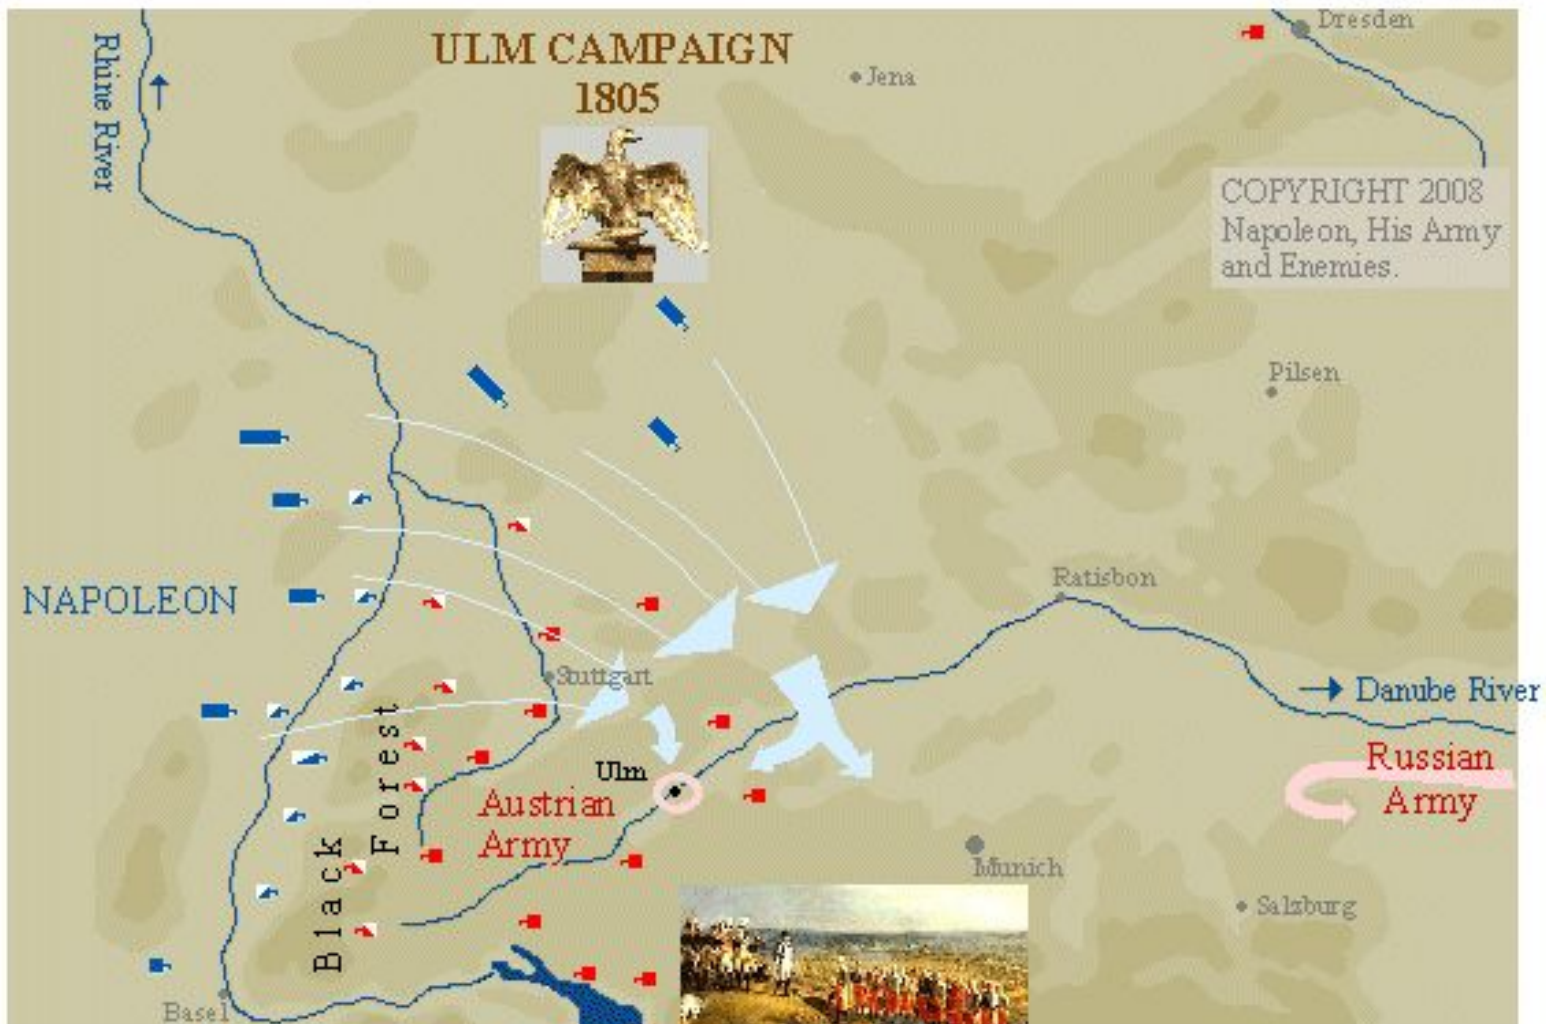 ULM CAMPAIGN
1805
Rhine River
Jena
Dresden
COPYRIGHT 2008
Napoleon, His Army
and Enemies.
Pilsen
NAPOLEON
Ratisbon
Stuttgart
Danube River
Russian
Army
Ulm
Austrian
Army
Black
Forest
Munich
Salzburg
Basel